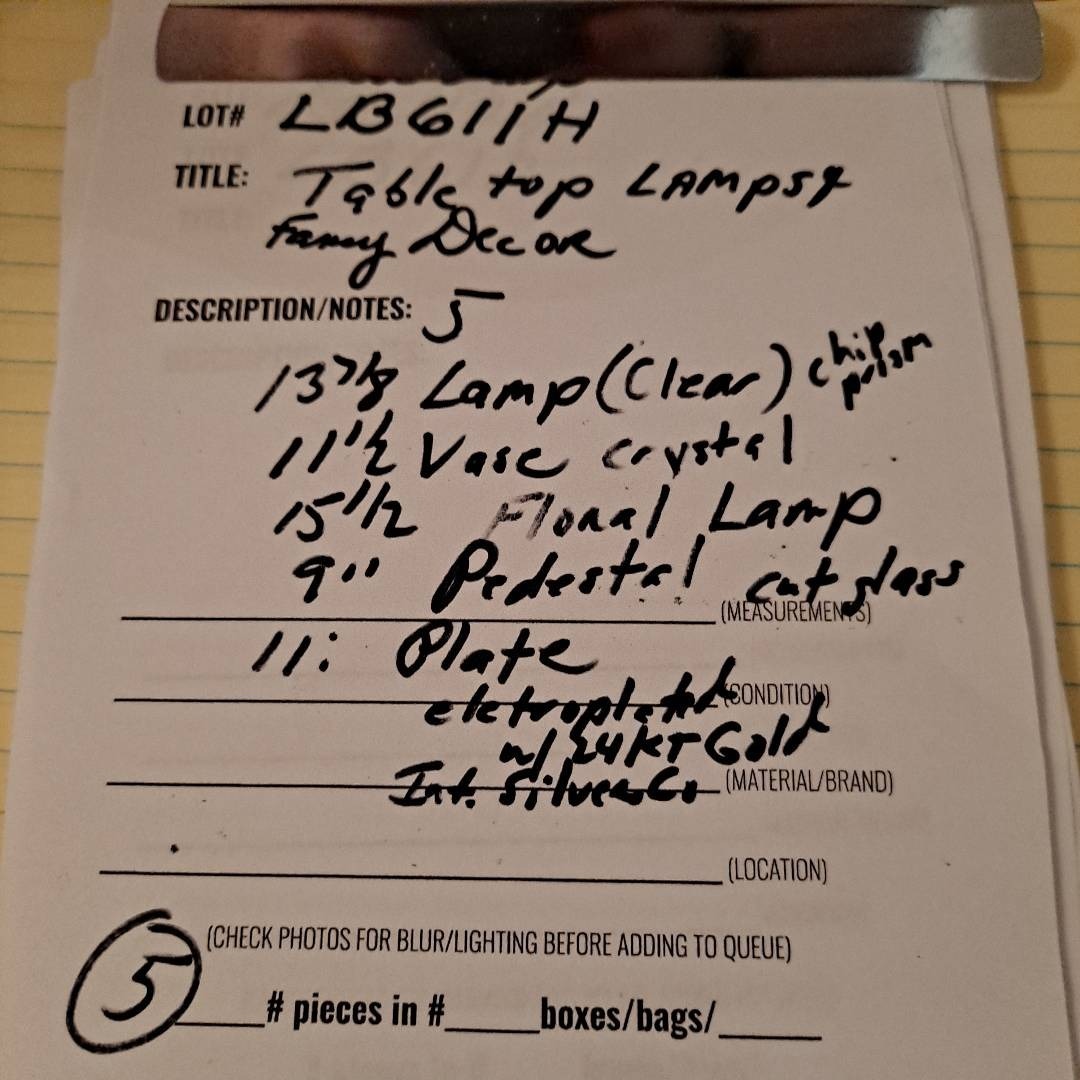 LOT# LB611H
TITLE: Table top LAMPS &
Fancy Decor
DESCRIPTION/NOTES: 5
13 7/8 Lamp (Clear) chip prism
11 1/2 Vase crystal
15 1/2 Floral Lamp
9" Pedestal cut glass
(MEASUREMENTS)
11: Plate
eletroplated (CONDITION)
w/ 24KT Gold
Int. Silver Co (MATERIAL/BRAND)
(LOCATION)
(CHECK PHOTOS FOR BLUR/LIGHTING BEFORE ADDING TO QUEUE)
5 # pieces in # boxes/bags/